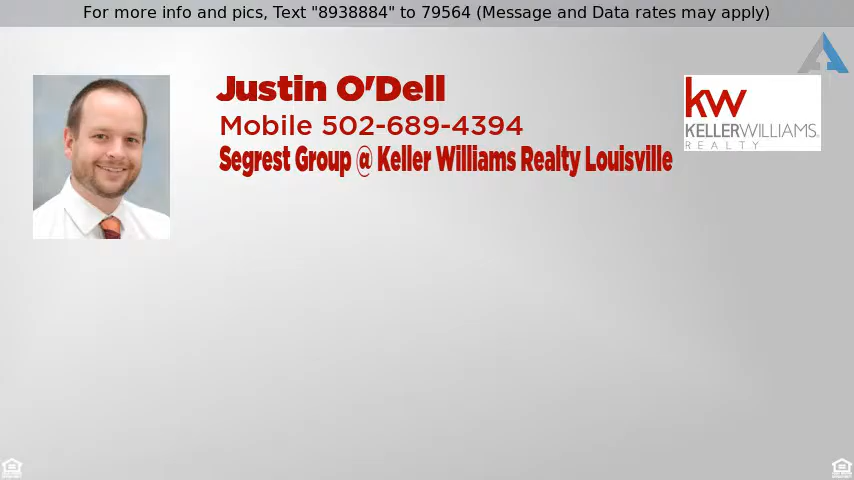 For more info and pics, Text "8938884" to 79564 (Message and Data rates may apply)
Justin O'Dell
Mobile 502-689-4394
Segrest Group @ Keller Williams Realty Louisville
kw
KELLERWILLIAMS.
REALTY